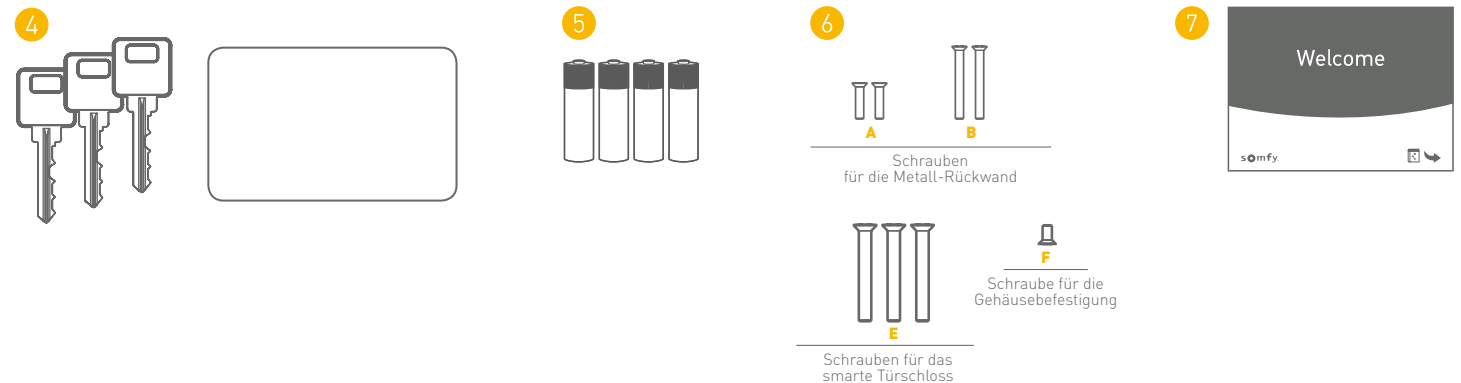 4
5
6
7
Welcome
somfy.
A
B
Schrauben
für die Metall-Rückwand
E
Schrauben für das
smarte Türschloss
F
Schraube für die
Gehäusebefestigung